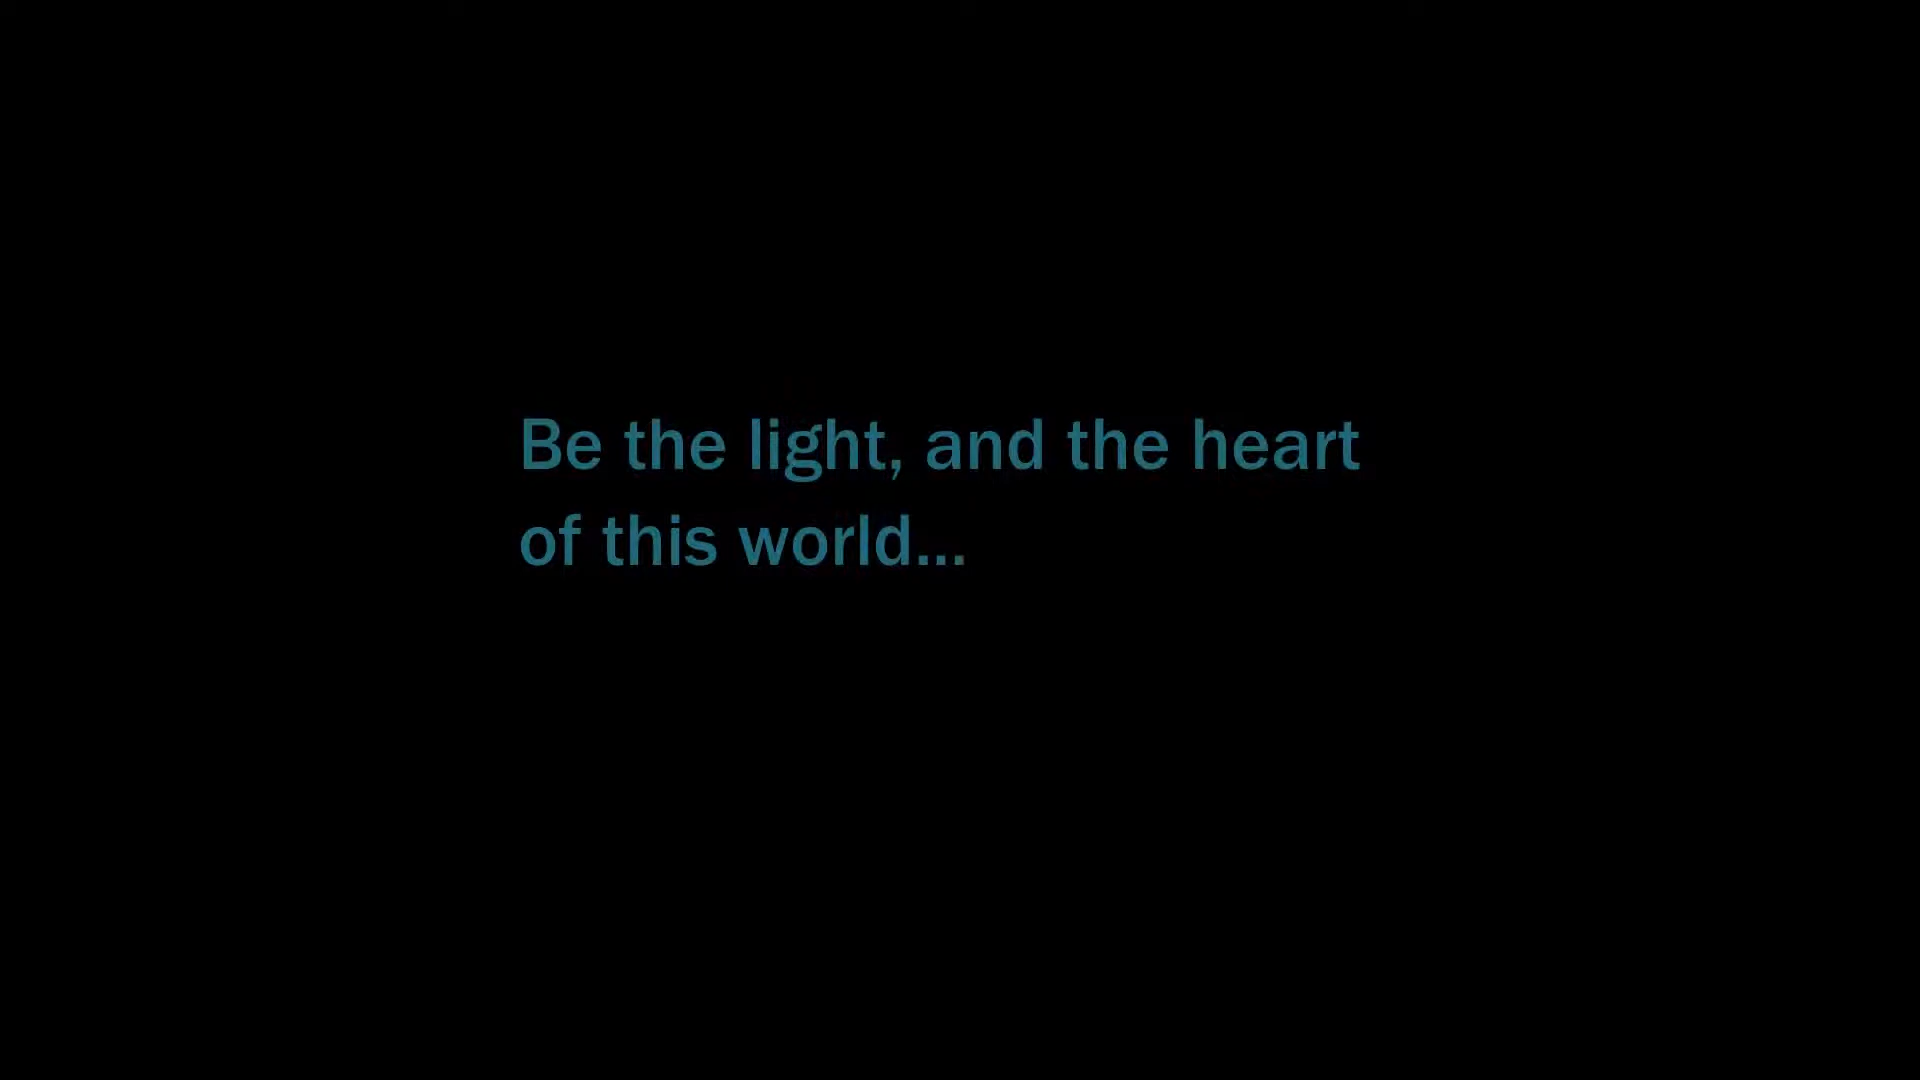 Be the light, and the heart
of this world...